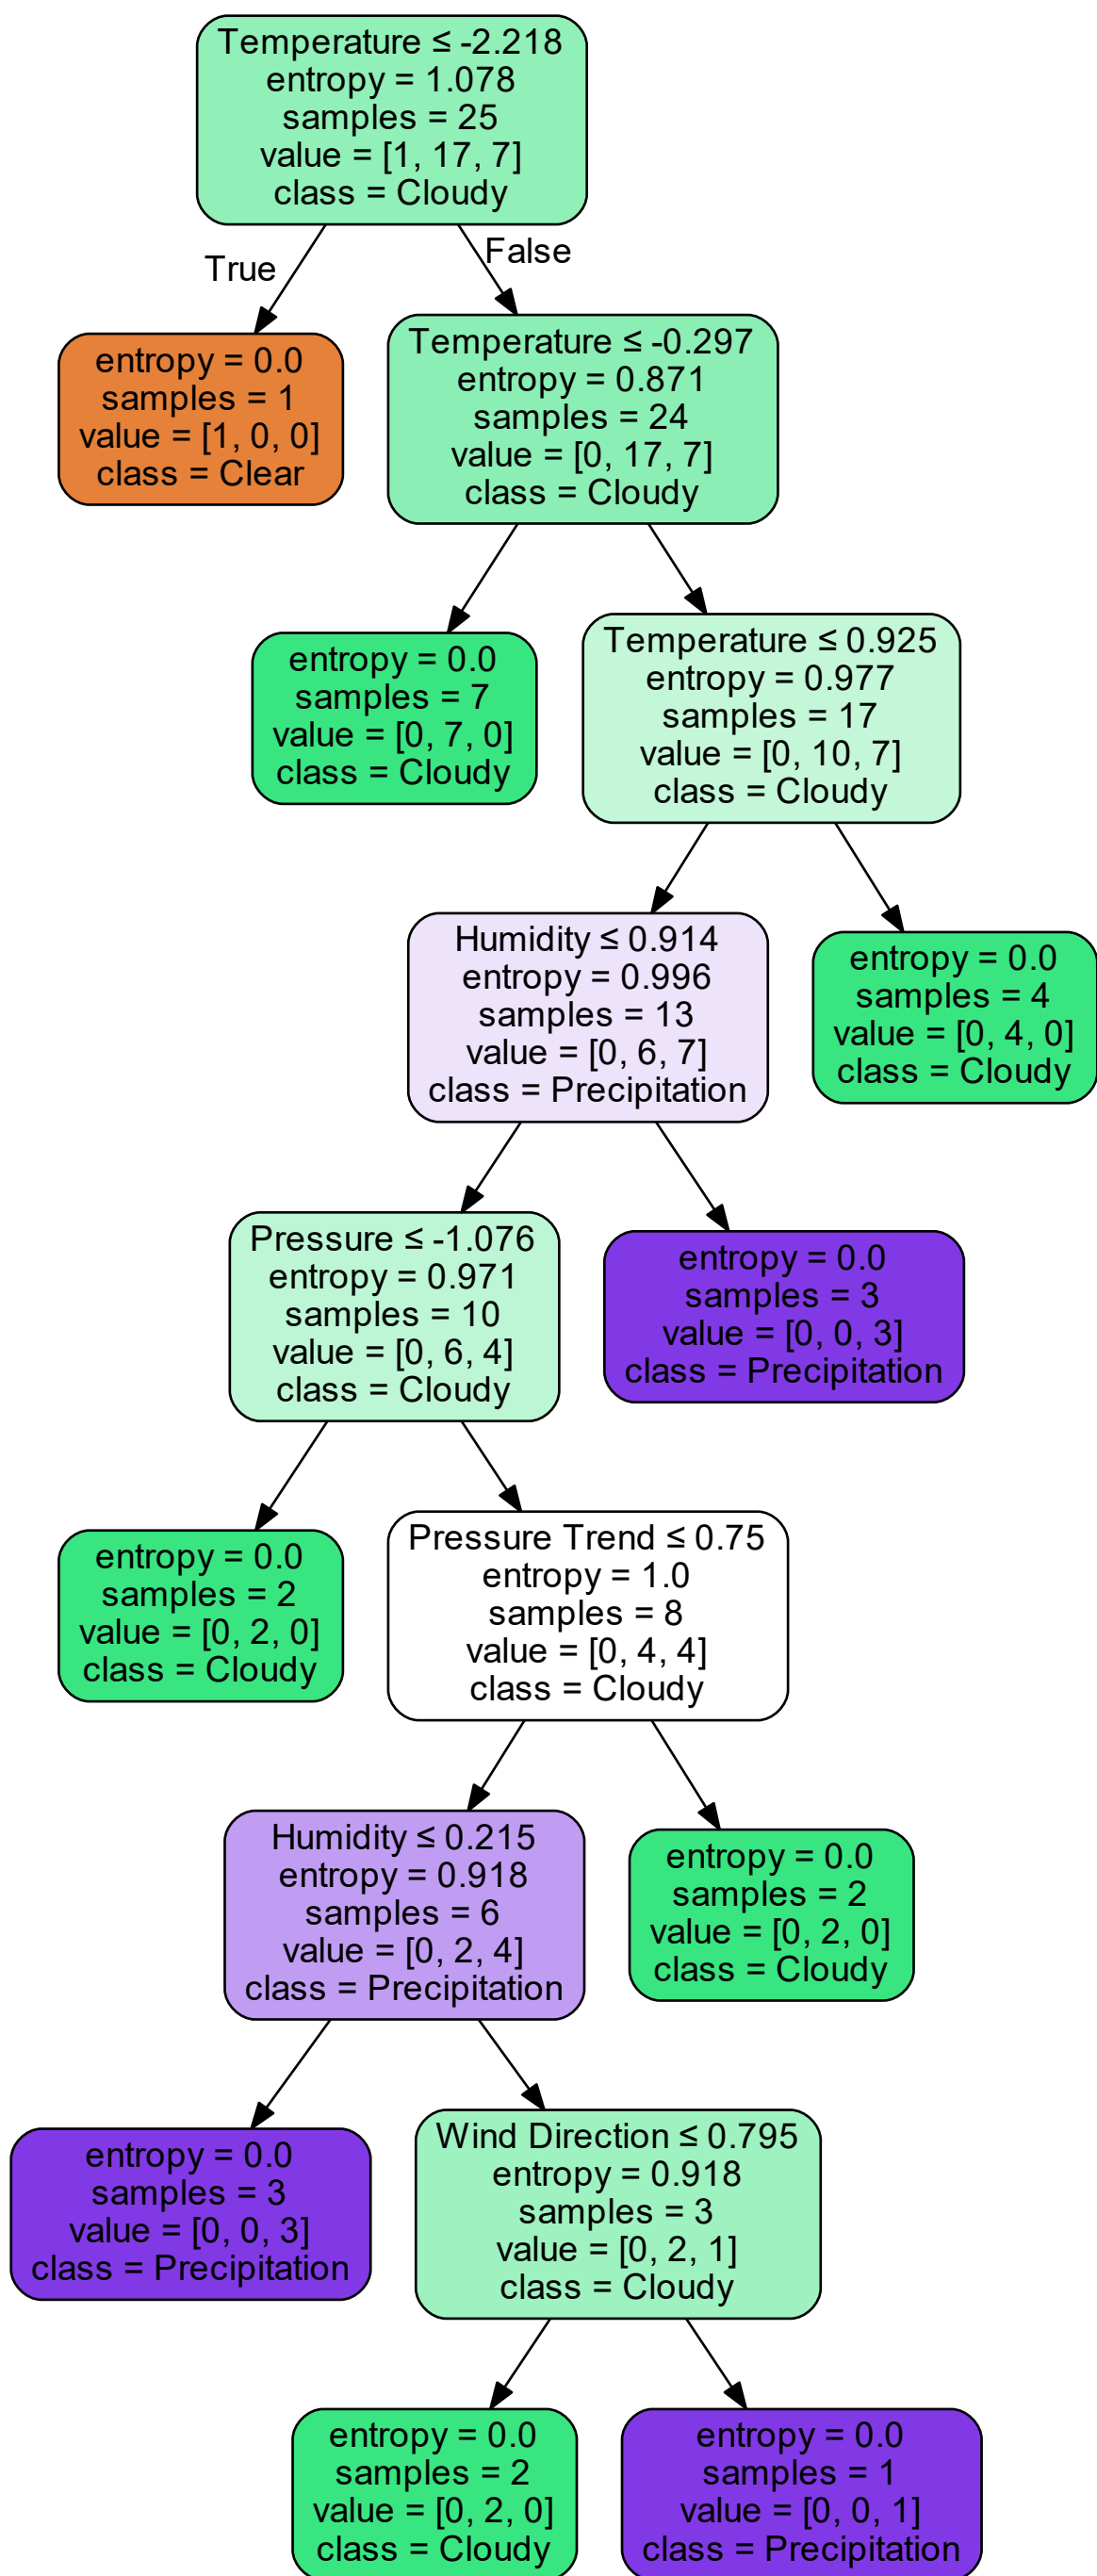 Temperature ≤ -2.218
entropy = 1.078
samples = 25
value = [1, 17, 7]
class = Cloudy
True
False
entropy = 0.0
samples = 1
value = [1, 0, 0]
class = Clear
Temperature ≤ -0.297
entropy = 0.871
samples = 24
value = [0, 17, 7]
class = Cloudy
entropy = 0.0
samples = 7
value = [0, 7, 0]
class = Cloudy
Temperature ≤ 0.925
entropy = 0.977
samples = 17
value = [0, 10, 7]
class = Cloudy
Humidity ≤ 0.914
entropy = 0.996
samples = 13
value = [0, 6, 7]
class = Precipitation
entropy = 0.0
samples = 4
value = [0, 4, 0]
class = Cloudy
Pressure ≤ -1.076
entropy = 0.971
samples = 10
value = [0, 6, 4]
class = Cloudy
entropy = 0.0
samples = 3
value = [0, 0, 3]
class = Precipitation
entropy = 0.0
samples = 2
value = [0, 2, 0]
class = Cloudy
Pressure Trend ≤ 0.75
entropy = 1.0
samples = 8
value = [0, 4, 4]
class = Cloudy
Humidity ≤ 0.215
entropy = 0.918
samples = 6
value = [0, 2, 4]
class = Precipitation
entropy = 0.0
samples = 2
value = [0, 2, 0]
class = Cloudy
entropy = 0.0
samples = 3
value = [0, 0, 3]
class = Precipitation
Wind Direction ≤ 0.795
entropy = 0.918
samples = 3
value = [0, 2, 1]
class = Cloudy
entropy = 0.0
samples = 2
value = [0, 2, 0]
class = Cloudy
entropy = 0.0
samples = 1
value = [0, 0, 1]
class = Precipitation